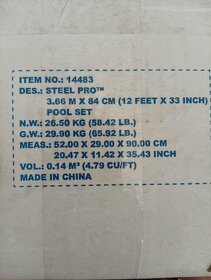 ITEM NO.: 14483
DES.: STEEL PRO™
3.66 M X 84 CM (12 FEET X 33 INCH)
POOL SET
N.W.: 26.50 KG (58.42 LB.)
G.W.: 29.90 KG (65.92 LB.)
MEAS.: 52.00 X 29.00 X 90.00 CM
20.47 X 11.42 X 35.43 INCH
VOL.: 0.14 M³ (4.79 CU/FT)
MADE IN CHINA